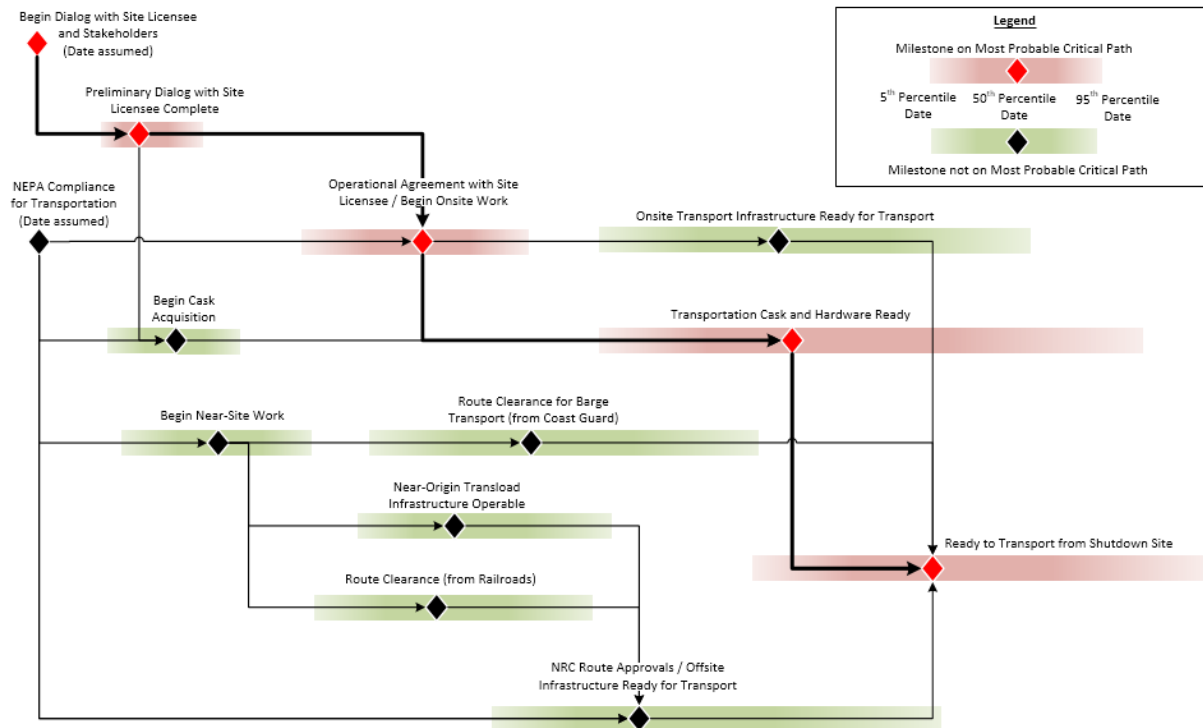 Begin Dialog with Site Licensee
and Stakeholders
(Date assumed)
Legend
Milestone on Most Probable Critical Path
5th Percentile
Date
50th Percentile
Date
95th Percentile
Date
Milestone not on Most Probable Critical Path
Preliminary Dialog with Site
Licensee Complete
NEPA Compliance
for Transportation
(Date assumed)
Operational Agreement with Site
Licensee / Begin Onsite Work
Onsite Transport Infrastructure Ready for Transport
Begin Cask
Acquisition
Transportation Cask and Hardware Ready
Begin Near-Site Work
Route Clearance for Barge
Transport (from Coast Guard)
Near-Origin Transload
Infrastructure Operable
Ready to Transport from Shutdown Site
Route Clearance (from Railroads)
NRC Route Approvals / Offsite
Infrastructure Ready for Transport